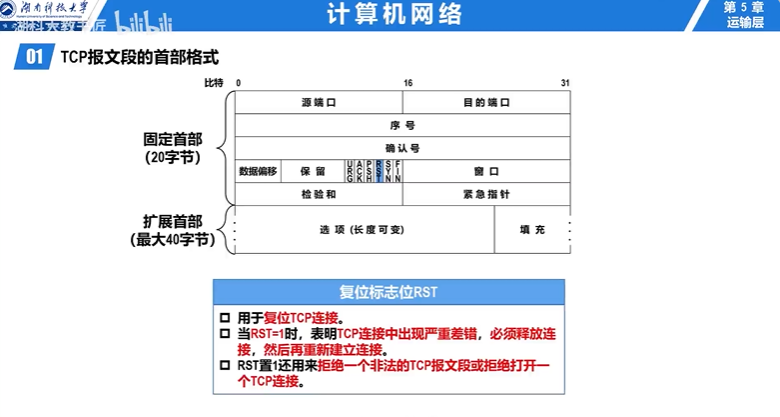 湖南科技大学
Hunan University of Science and Technology
计算机网络
第 5 章
运输层
湖科大教书匠 bilibili
01 TCP报文段的首部格式
比特 0 16 31
源 端 口 目 的 端 口
序 号
确 认 号
固定首部
(20字节)
数据偏移 保 留 URG ACK PSH RST SYN FIN 窗 口
检 验 和 紧 急 指 针
扩展首部
(最大40字节)
选 项 (长 度 可 变) 填 充
复位标志位RST
用于复位TCP连接。
当RST=1时，表明TCP连接中出现严重差错，必须释放连
接，然后再重新建立连接。
RST置1还用来拒绝一个非法的TCP报文段或拒绝打开一
个TCP连接。